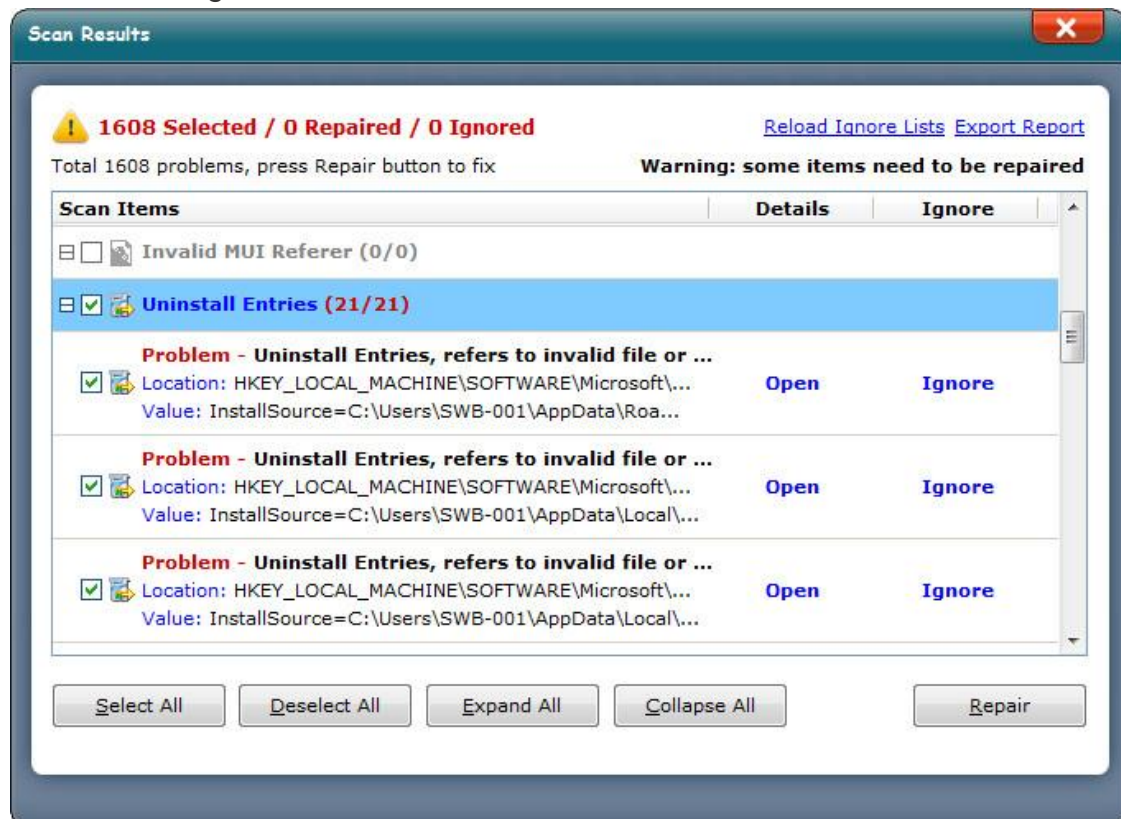 Scan Results
1608 Selected / 0 Repaired / 0 Ignored
Reload Ignore Lists Export Report
Total 1608 problems, press Repair button to fix
Warning: some items need to be repaired
Scan Items Details Ignore
Invalid MUI Referer (0/0)
Uninstall Entries (21/21)
Problem - Uninstall Entries, refers to invalid file or ...
Location: HKEY_LOCAL_MACHINE\SOFTWARE\Microsoft\...
Value: InstallSource=C:\Users\SWB-001\AppData\Roa...
Open Ignore
Problem - Uninstall Entries, refers to invalid file or ...
Location: HKEY_LOCAL_MACHINE\SOFTWARE\Microsoft\...
Value: InstallSource=C:\Users\SWB-001\AppData\Local\...
Open Ignore
Problem - Uninstall Entries, refers to invalid file or ...
Location: HKEY_LOCAL_MACHINE\SOFTWARE\Microsoft\...
Value: InstallSource=C:\Users\SWB-001\AppData\Local\...
Open Ignore
Select All Deselect All Expand All Collapse All Repair